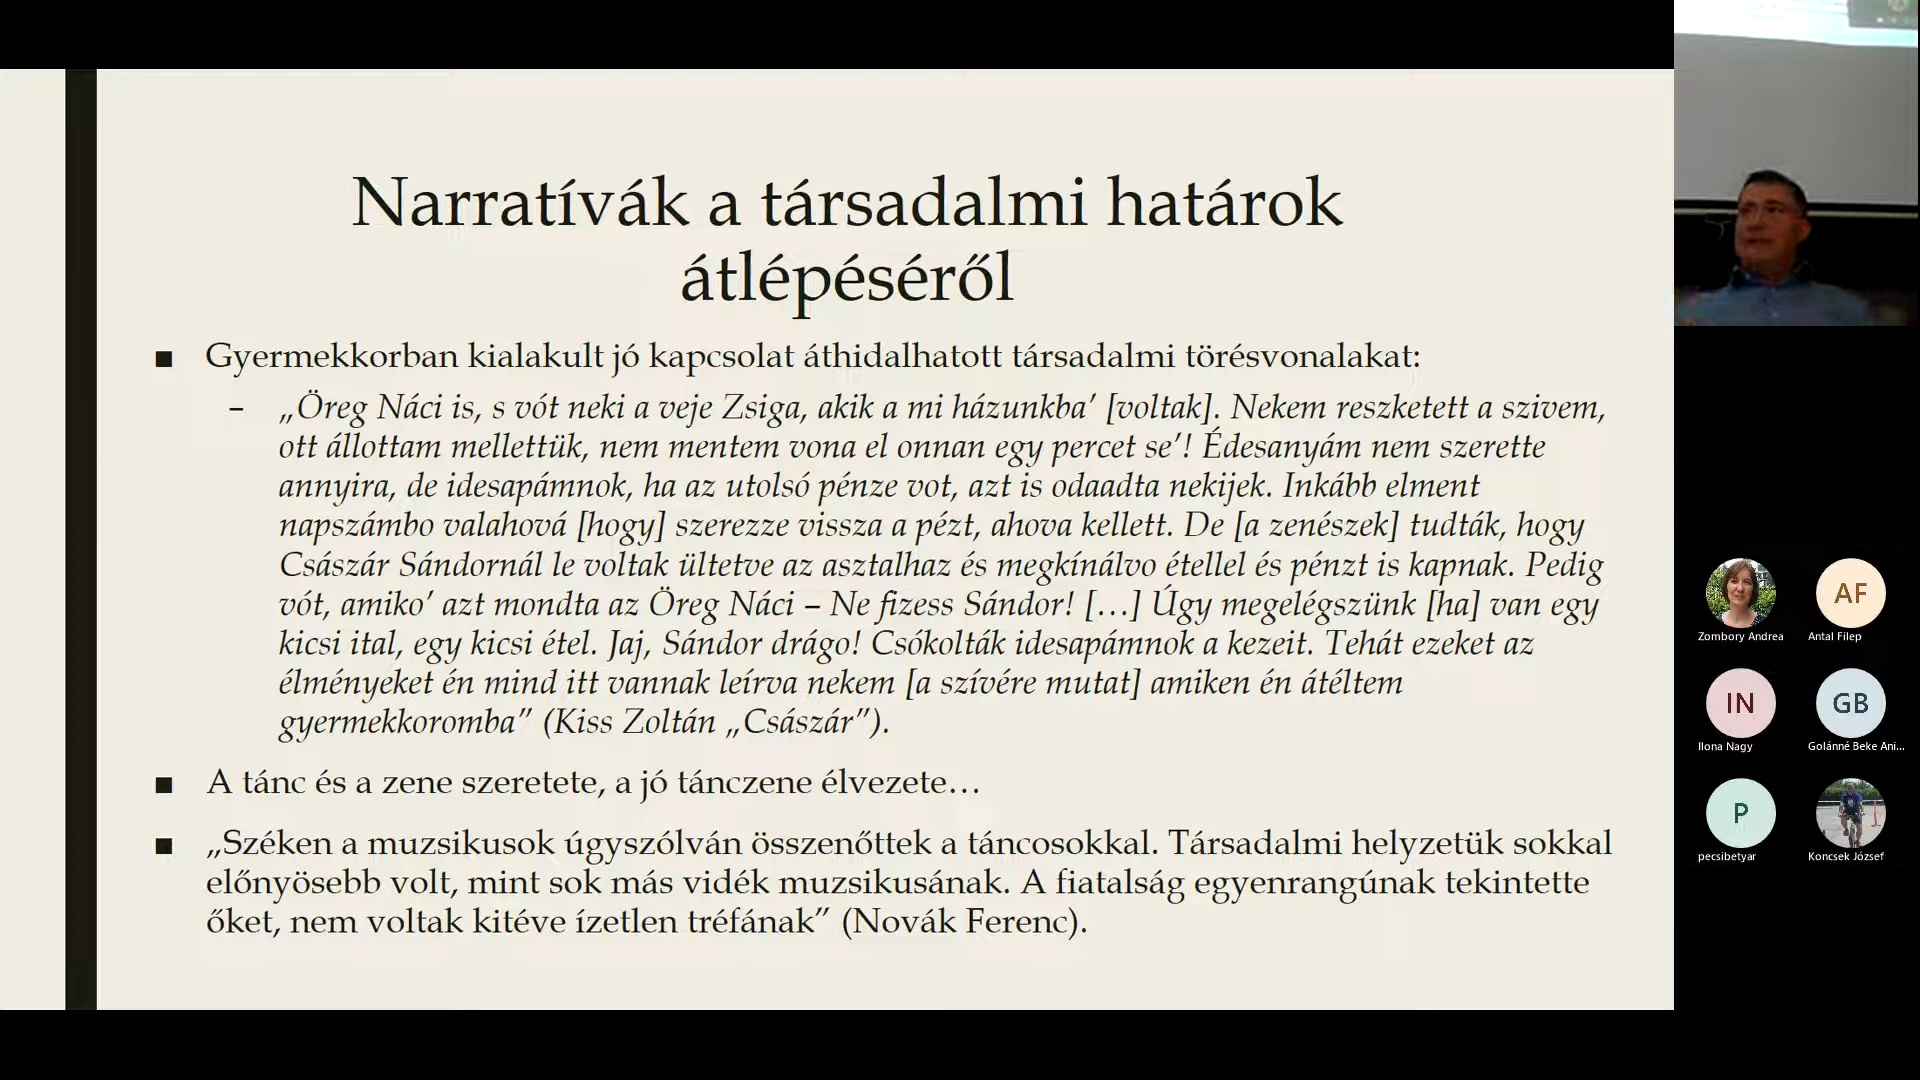 Narratívák a társadalmi határok
átlépéséről
■ Gyermekkorban kialakult jó kapcsolat áthidalhatott társadalmi törésvonalakat:
– „Öreg Náci is, s vót neki a veje Zsiga, akik a mi házunkba’ [voltak]. Nekem reszketett a szivem,
ott állottam mellettük, nem mentem vona el onnan egy percet se’! Édesanyám nem szerette
annyira, de idesapámnok, ha az utolsó pénze vot, azt is odaadta nekijek. Inkább elment
napszámbo valahová [hogy] szerezze vissza a pézt, ahova kellett. De [a zenészek] tudták, hogy
Császár Sándornál le voltak ültetve az asztalhaz és megkínálvo étellel és pénzt is kapnak. Pedig
vót, amiko’ azt mondta az Öreg Náci – Ne fizess Sándor! […] Úgy megelégszünk [ha] van egy
kicsi ital, egy kicsi étel. Jaj, Sándor drágo! Csókolták idesapámnok a kezeit. Tehát ezeket az
élményeket én mind itt vannak leírva nekem [a szívére mutat] amiken én átéltem
gyermekkoromba” (Kiss Zoltán „Császár”).
■ A tánc és a zene szeretete, a jó tánczene élvezete…
■ „Széken a muzsikusok úgyszólván összenőttek a táncosokkal. Társadalmi helyzetük sokkal
előnyösebb volt, mint sok más vidék muzsikusának. A fiatalság egyenrangúnak tekintette
őket, nem voltak kitéve ízetlen tréfának” (Novák Ferenc).
AF
Zombory Andrea
Antal Filep
IN
GB
Ilona Nagy
Golánné Beke Ani...
P
pecsibetyar
Koncsek József